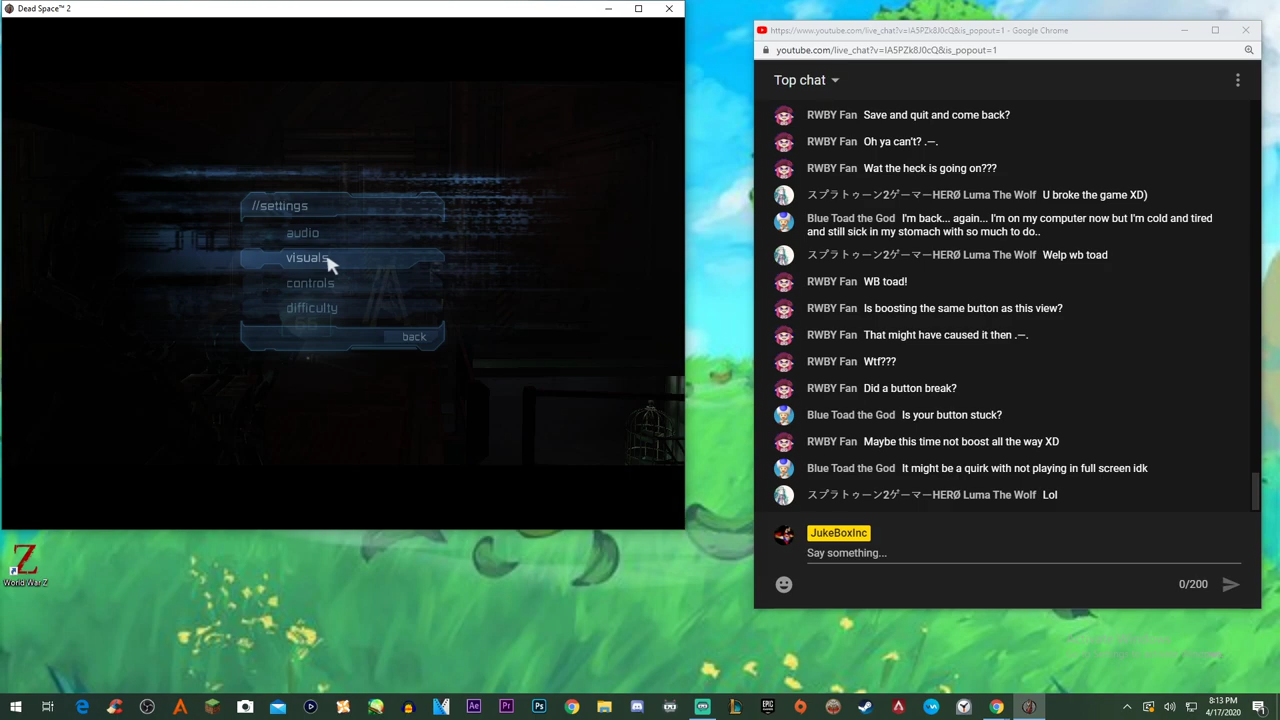 Dead Space™ 2
//settings
audio
visuals
controls
difficulty
back
World War Z
https://www.youtube.com/live_chat?v=IA5PZk8J0cQ&is_popout=1 - Google Chrome
youtube.com/live_chat?v=IA5PZk8J0cQ&is_popout=1
Top chat
RWBY Fan Save and quit and come back?
RWBY Fan Oh ya can't? .–.
RWBY Fan Wat the heck is going on???
スプラトゥーン2ゲーマーHERØ Luma The Wolf U broke the game XD)
Blue Toad the God I'm back... again... I'm on my computer now but I'm cold and tired
and still sick in my stomach with so much to do..
スプラトゥーン2ゲーマーHERØ Luma The Wolf Welp wb toad
RWBY Fan WB toad!
RWBY Fan Is boosting the same button as this view?
RWBY Fan That might have caused it then .–.
RWBY Fan Wtf???
RWBY Fan Did a button break?
Blue Toad the God Is your button stuck?
RWBY Fan Maybe this time not boost all the way XD
Blue Toad the God It might be a quirk with not playing in full screen idk
スプラトゥーン2ゲーマーHERØ Luma The Wolf Lol
JukeBoxInc
Say something...
0/200
Ae
Pr
Ps
EPIC
8:13 PM
4/17/2020